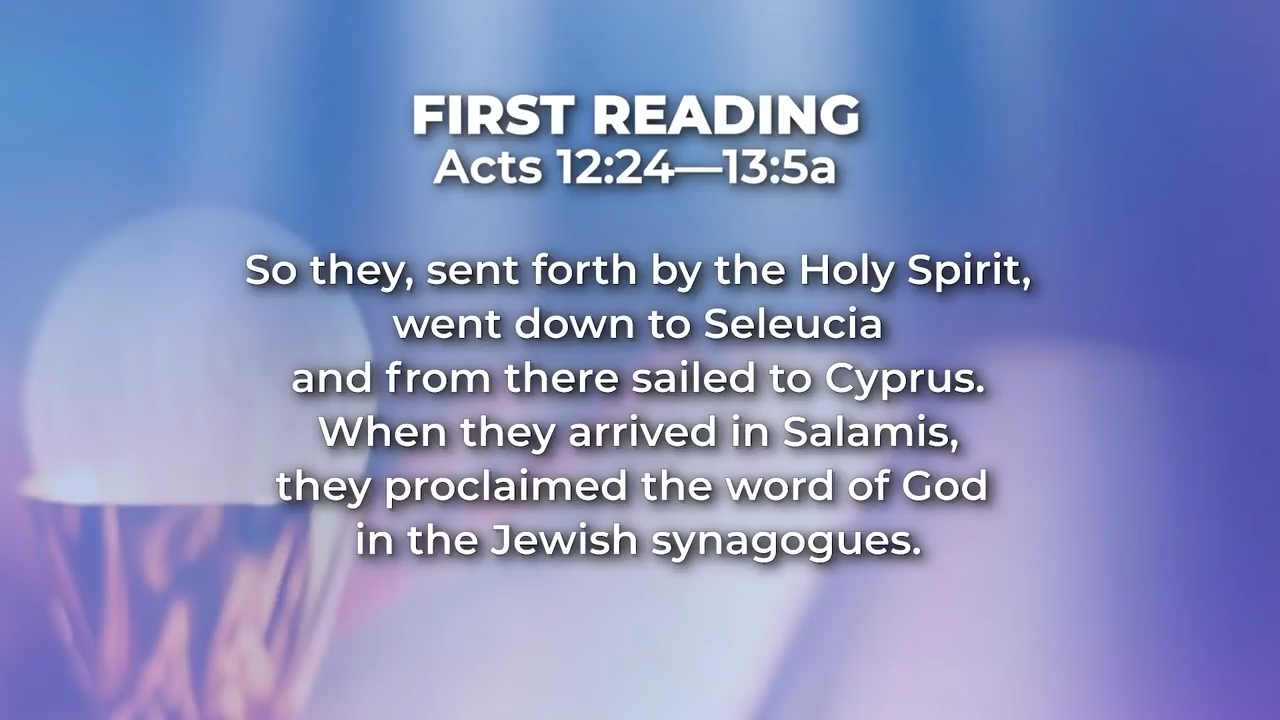 FIRST READING
Acts 12:24—13:5a
So they, sent forth by the Holy Spirit,
went down to Seleucia
and from there sailed to Cyprus.
When they arrived in Salamis,
they proclaimed the word of God
in the Jewish synagogues.